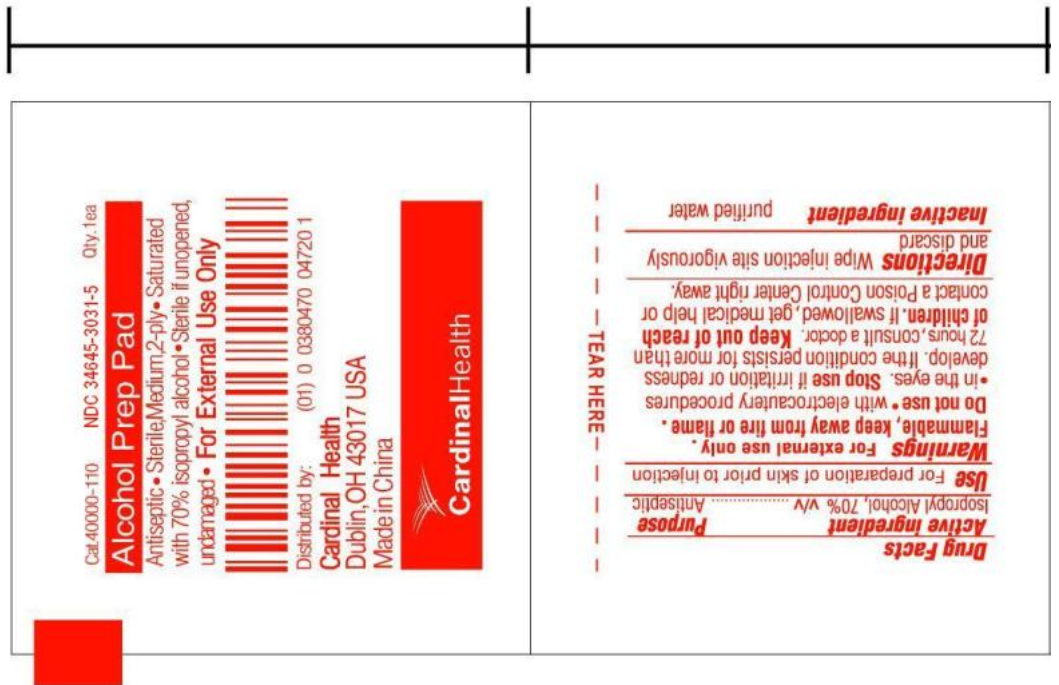 Cat.40000-110 NDC 34645-3031-5 Qty.1ea
Alcohol Prep Pad
Antiseptic • Sterile,Medium,2-ply • Saturated
with 70% isopropyl alcohol • Sterile if unopened,
undamaged • For External Use Only
Distributed by: (01) 0 0380470 04720 1
Cardinal Health
Dublin,OH 43017 USA
Made in China
CardinalHealth
TEAR HERE
Drug Facts
Active ingredient Purpose
Isopropyl Alcohol, 70% v/v ................ Antiseptic
Use For preparation of skin prior to injection
Warnings For external use only .
Flammable, keep away from fire or flame .
Do not use • with electrocautery procedures
• in the eyes. Stop use if irritation or redness
develop. If the condition persists for more than
72 hours, consult a doctor. Keep out of reach
of children. If swallowed, get medical help or
contact a Poison Control Center right away.
Directions Wipe injection site vigorously
and discard
Inactive ingredient purified water